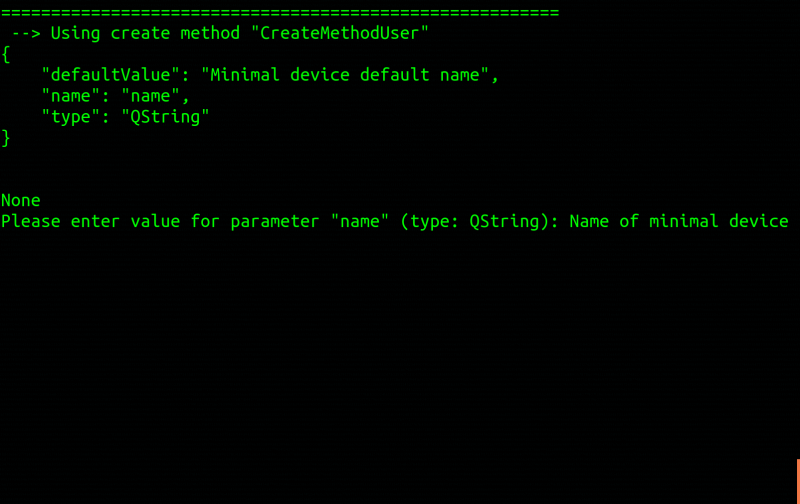 ========================================================
--> Using create method "CreateMethodUser"
{
    "defaultValue": "Minimal device default name",
    "name": "name",
    "type": "QString"
}
None
Please enter value for parameter "name" (type: QString): Name of minimal device